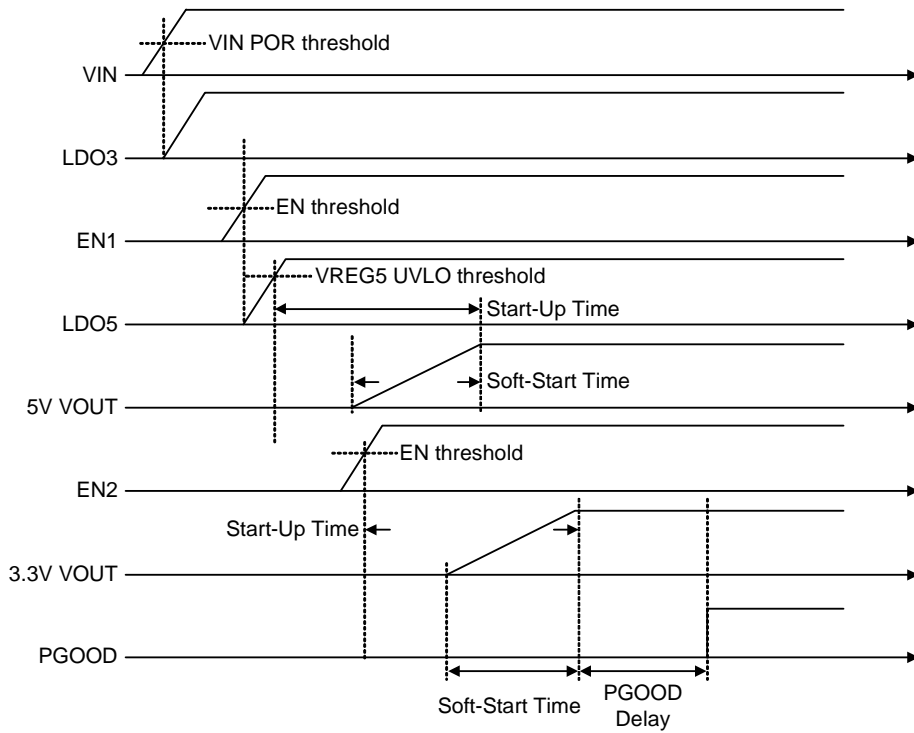 VIN POR threshold
VIN
LDO3
EN threshold
EN1
VREG5 UVLO threshold
Start-Up Time
LDO5
Soft-Start Time
5V VOUT
EN threshold
EN2
Start-Up Time
3.3V VOUT
PGOOD
Soft-Start Time
PGOOD
Delay